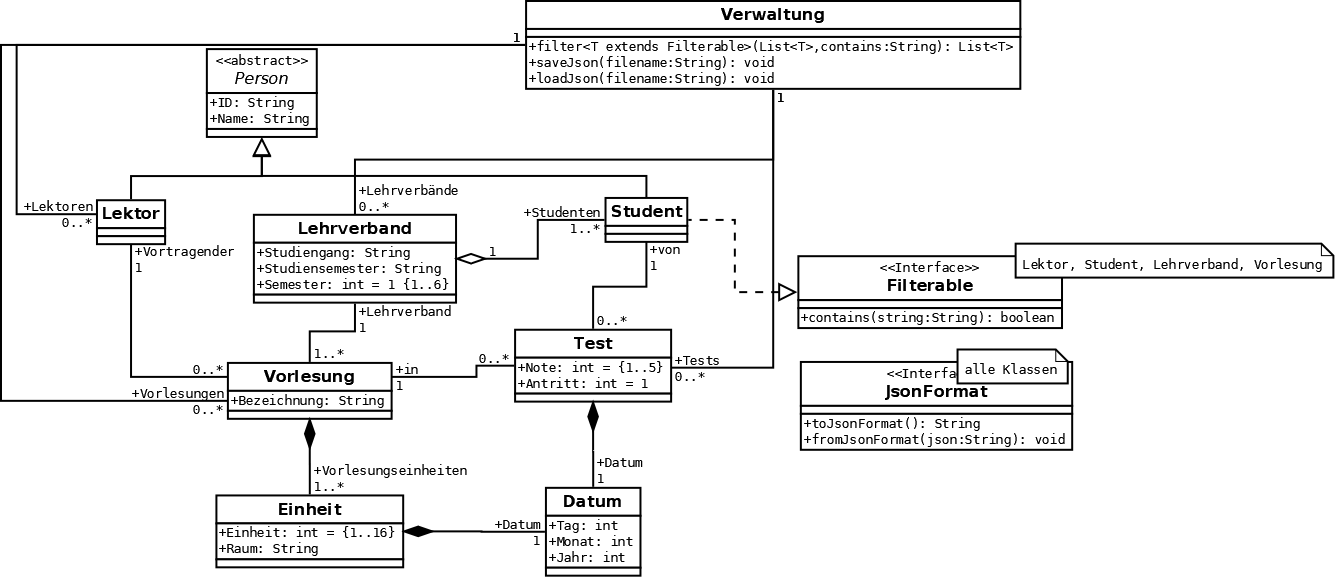 Verwaltung
1
+filter<T extends Filterable>(List<T>,contains:String): List<T>
+saveJson(filename:String): void
+loadJson(filename:String): void
1
<<abstract>>
Person
+ID: String
+Name: String
+Lektoren
0..*
Lektor
+Vortragender
1
+Lehrverbände
0..*
Lehrverband
+Studiengang: String
+Studiensemester: String
+Semester: int = 1 {1..6}
1
+Studenten
1..*
Student
+von
1
+Lehrverband
1
<<Interface>>
Filterable
+contains(string:String): boolean
Lektor, Student, Lehrverband, Vorlesung
1..*
0..*
+Vorlesungen
0..*
Vorlesung
+Bezeichnung: String
+in
1
0..*
0..*
Test
+Note: int = {1..5}
+Antritt: int = 1
+Tests
0..*
<<Interfa
JsonFormat
+toJsonFormat(): String
+fromJsonFormat(json:String): void
alle Klassen
+Vorlesungseinheiten
1..*
Einheit
+Einheit: int = {1..16}
+Raum: String
+Datum
1
+Datum
1
Datum
+Tag: int
+Monat: int
+Jahr: int